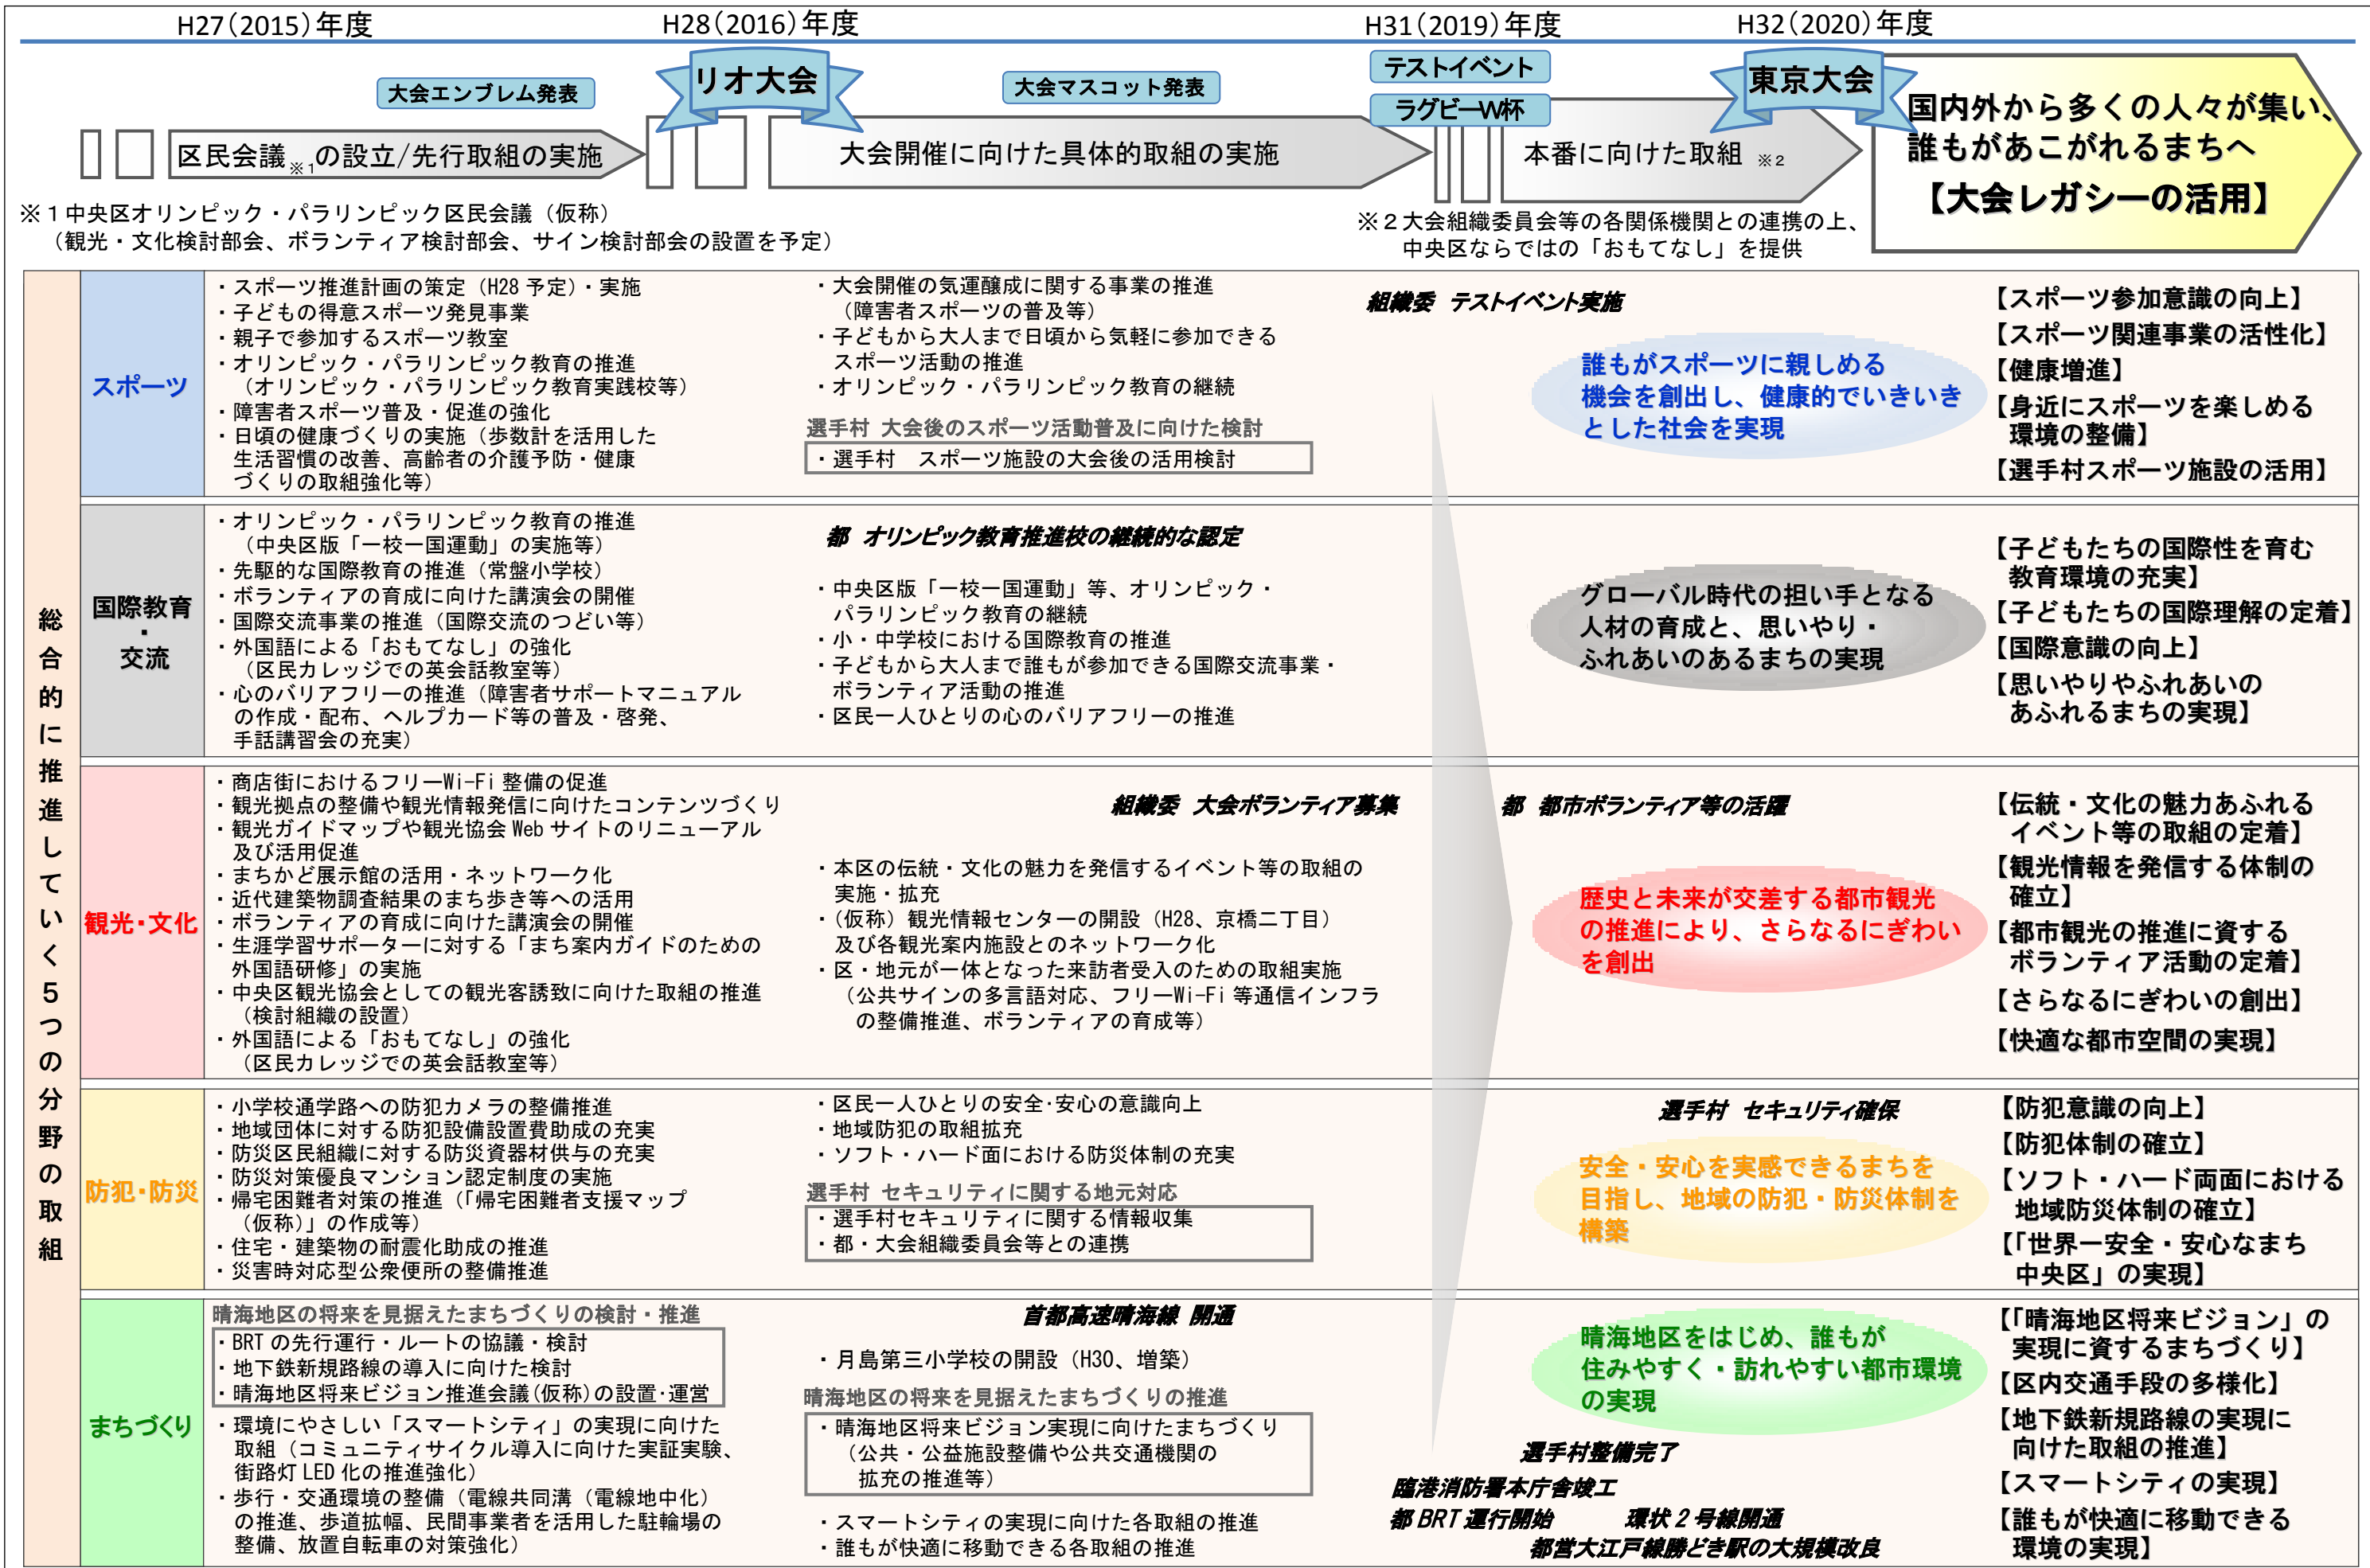 H27(2015)年度
H28(2016)年度
H31(2019)年度
H32(2020)年度
大会エンブレム発表
リオ大会
大会マスコット発表
テストイベント
ラグビーW杯
東京大会
区民会議※1の設立/先行取組の実施
大会開催に向けた具体的取組の実施
本番に向けた取組 ※2
国内外から多くの人々が集い、
誰もがあこがれるまちへ
【大会レガシーの活用】
※1中央区オリンピック・パラリンピック区民会議（仮称）
（観光・文化検討部会、ボランティア検討部会、サイン検討部会の設置を予定）
※2大会組織委員会等の各関係機関との連携の上、
中央区ならではの「おもてなし」を提供
総合的に推進していく5つの分野の取組
スポーツ
・スポーツ推進計画の策定（H28 予定）・実施
・子どもの得意スポーツ発見事業
・親子で参加するスポーツ教室
・オリンピック・パラリンピック教育の推進
（オリンピック・パラリンピック教育実践校等）
・障害者スポーツ普及・促進の強化
・日頃の健康づくりの実施（歩数計を活用した
生活習慣の改善、高齢者の介護予防・健康
づくりの取組強化等）
・大会開催の気運醸成に関する事業の推進
（障害者スポーツの普及等）
・子どもから大人まで日頃から気軽に参加できる
スポーツ活動の推進
・オリンピック・パラリンピック教育の継続
選手村 大会後のスポーツ活動普及に向けた検討
・選手村　スポーツ施設の大会後の活用検討
組織委 テストイベント実施
誰もがスポーツに親しめる
機会を創出し、健康的でいきいき
とした社会を実現
【スポーツ参加意識の向上】
【スポーツ関連事業の活性化】
【健康増進】
【身近にスポーツを楽しめる
環境の整備】
【選手村スポーツ施設の活用】
国際教育
・
交流
・オリンピック・パラリンピック教育の推進
（中央区版「一校一国運動」の実施等）
・先駆的な国際教育の推進（常盤小学校）
・ボランティアの育成に向けた講演会の開催
・国際交流事業の推進（国際交流のつどい等）
・外国語による「おもてなし」の強化
（区民カレッジでの英会話教室等）
・心のバリアフリーの推進（障害者サポートマニュアル
の作成・配布、ヘルプカード等の普及・啓発、
手話講習会の充実）
都 オリンピック教育推進校の継続的な認定
・中央区版「一校一国運動」等、オリンピック・
パラリンピック教育の継続
・小・中学校における国際教育の推進
・子どもから大人まで誰もが参加できる国際交流事業・
ボランティア活動の推進
・区民一人ひとりの心のバリアフリーの推進
グローバル時代の担い手となる
人材の育成と、思いやり・
ふれあいのあるまちの実現
【子どもたちの国際性を育む
教育環境の充実】
【子どもたちの国際理解の定着】
【国際意識の向上】
【思いやりやふれあいの
あふれるまちの実現】
観光・文化
・商店街におけるフリーWi-Fi 整備の促進
・観光拠点の整備や観光情報発信に向けたコンテンツづくり
・観光ガイドマップや観光協会 Web サイトのリニューアル
及び活用促進
・まちかど展示館の活用・ネットワーク化
・近代建築物調査結果のまち歩き等への活用
・ボランティアの育成に向けた講演会の開催
・生涯学習サポーターに対する「まち案内ガイドのための
外国語研修」の実施
・中央区観光協会としての観光客誘致に向けた取組の推進
（検討組織の設置）
・外国語による「おもてなし」の強化
（区民カレッジでの英会話教室等）
組織委 大会ボランティア募集
・本区の伝統・文化の魅力を発信するイベント等の取組の
実施・拡充
・(仮称）観光情報センターの開設（H28、京橋二丁目）
及び各観光案内施設とのネットワーク化
・区・地元が一体となった来訪者受入のための取組実施
（公共サインの多言語対応、フリーWi-Fi 等通信インフラ
の整備推進、ボランティアの育成等）
都 都市ボランティア等の活躍
歴史と未来が交差する都市観光
の推進により、さらなるにぎわい
を創出
【伝統・文化の魅力あふれる
イベント等の取組の定着】
【観光情報を発信する体制の
確立】
【都市観光の推進に資する
ボランティア活動の定着】
【さらなるにぎわいの創出】
【快適な都市空間の実現】
防犯・防災
・小学校通学路への防犯カメラの整備推進
・地域団体に対する防犯設備設置費助成の充実
・防災区民組織に対する防災資器材供与の充実
・防災対策優良マンション認定制度の実施
・帰宅困難者対策の推進（「帰宅困難者支援マップ
（仮称）」の作成等）
・住宅・建築物の耐震化助成の推進
・災害時対応型公衆便所の整備推進
・区民一人ひとりの安全・安心の意識向上
・地域防犯の取組拡充
・ソフト・ハード面における防災体制の充実
選手村 セキュリティに関する地元対応
・選手村セキュリティに関する情報収集
・都・大会組織委員会等との連携
選手村 セキュリティ確保
安全・安心を実感できるまちを
目指し、地域の防犯・防災体制を
構築
【防犯意識の向上】
【防犯体制の確立】
【ソフト・ハード両面における
地域防災体制の確立】
【「世界一安全・安心なまち
中央区」の実現】
まちづくり
晴海地区の将来を見据えたまちづくりの検討・推進
・BRT の先行運行・ルートの協議・検討
・地下鉄新規路線の導入に向けた検討
・晴海地区将来ビジョン推進会議(仮称)の設置・運営
・環境にやさしい「スマートシティ」の実現に向けた
取組（コミュニティサイクル導入に向けた実証実験、
街路灯 LED 化の推進強化）
・歩行・交通環境の整備（電線共同溝（電線地中化）
の推進、歩道拡幅、民間事業者を活用した駐輪場の
整備、放置自転車の対策強化）
首都高速晴海線 開通
・月島第三小学校の開設（H30、増築）
晴海地区の将来を見据えたまちづくりの推進
・晴海地区将来ビジョン実現に向けたまちづくり
（公共・公益施設整備や公共交通機関の
拡充の推進等）
・スマートシティの実現に向けた各取組の推進
・誰もが快適に移動できる各取組の推進
晴海地区をはじめ、誰もが
住みやすく・訪れやすい都市環境
の実現
選手村整備完了
臨港消防署本庁舎竣工
都 BRT 運行開始
環状 2 号線開通
都営大江戸線勝どき駅の大規模改良
【「晴海地区将来ビジョン」の
実現に資するまちづくり】
【区内交通手段の多様化】
【地下鉄新規路線の実現に
向けた取組の推進】
【スマートシティの実現】
【誰もが快適に移動できる
環境の実現】